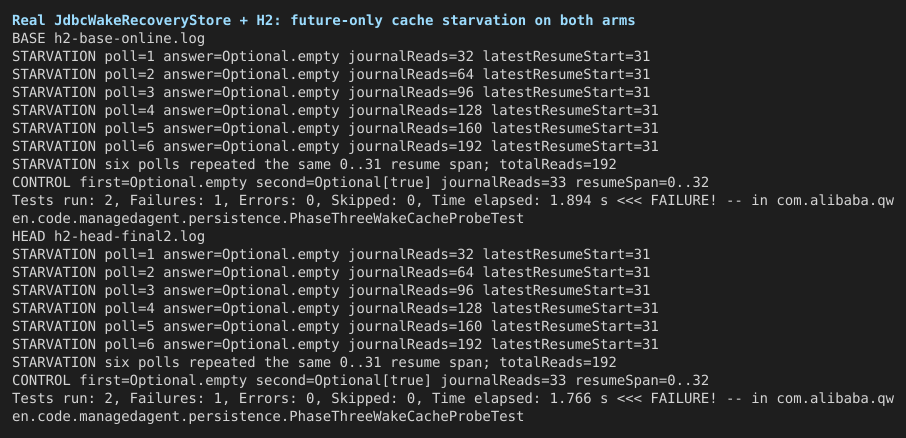 Real JdbcWakeRecoveryStore + H2: future-only cache starvation on both arms
BASE h2-base-online.log
STARVATION poll=1 answer=Optional.empty journalReads=32 latestResumeStart=31
STARVATION poll=2 answer=Optional.empty journalReads=64 latestResumeStart=31
STARVATION poll=3 answer=Optional.empty journalReads=96 latestResumeStart=31
STARVATION poll=4 answer=Optional.empty journalReads=128 latestResumeStart=31
STARVATION poll=5 answer=Optional.empty journalReads=160 latestResumeStart=31
STARVATION poll=6 answer=Optional.empty journalReads=192 latestResumeStart=31
STARVATION six polls repeated the same 0..31 resume span; totalReads=192
CONTROL first=Optional.empty second=Optional[true] journalReads=33 resumeSpan=0..32
Tests run: 2, Failures: 1, Errors: 0, Skipped: 0, Time elapsed: 1.894 s <<< FAILURE! -- in com.alibaba.qw
en.code.managedagent.persistence.PhaseThreeWakeCacheProbeTest
HEAD h2-head-final2.log
STARVATION poll=1 answer=Optional.empty journalReads=32 latestResumeStart=31
STARVATION poll=2 answer=Optional.empty journalReads=64 latestResumeStart=31
STARVATION poll=3 answer=Optional.empty journalReads=96 latestResumeStart=31
STARVATION poll=4 answer=Optional.empty journalReads=128 latestResumeStart=31
STARVATION poll=5 answer=Optional.empty journalReads=160 latestResumeStart=31
STARVATION poll=6 answer=Optional.empty journalReads=192 latestResumeStart=31
STARVATION six polls repeated the same 0..31 resume span; totalReads=192
CONTROL first=Optional.empty second=Optional[true] journalReads=33 resumeSpan=0..32
Tests run: 2, Failures: 1, Errors: 0, Skipped: 0, Time elapsed: 1.766 s <<< FAILURE! -- in com.alibaba.qw
en.code.managedagent.persistence.PhaseThreeWakeCacheProbeTest